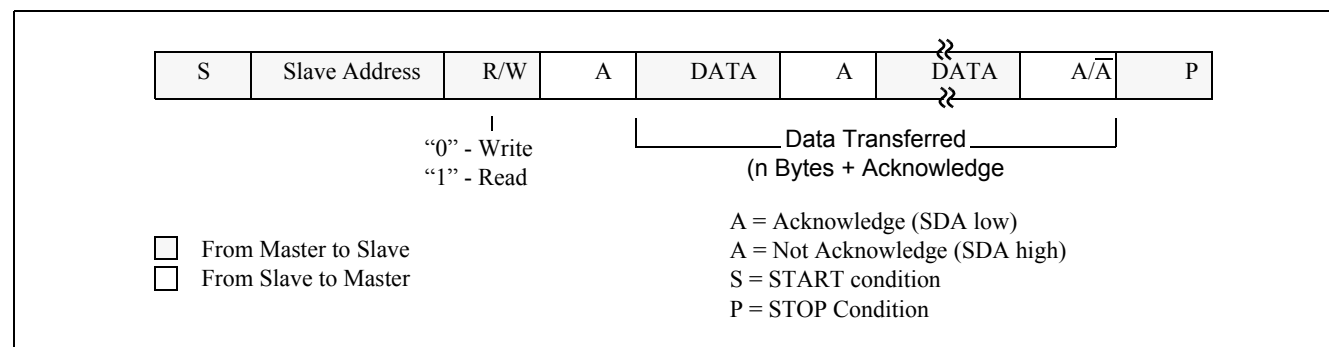 S Slave Address R/W A DATA A DATA A/A̅ P
“0” - Write
“1” - Read
Data Transferred
(n Bytes + Acknowledge
From Master to Slave
From Slave to Master
A = Acknowledge (SDA low)
A = Not Acknowledge (SDA high)
S = START condition
P = STOP Condition